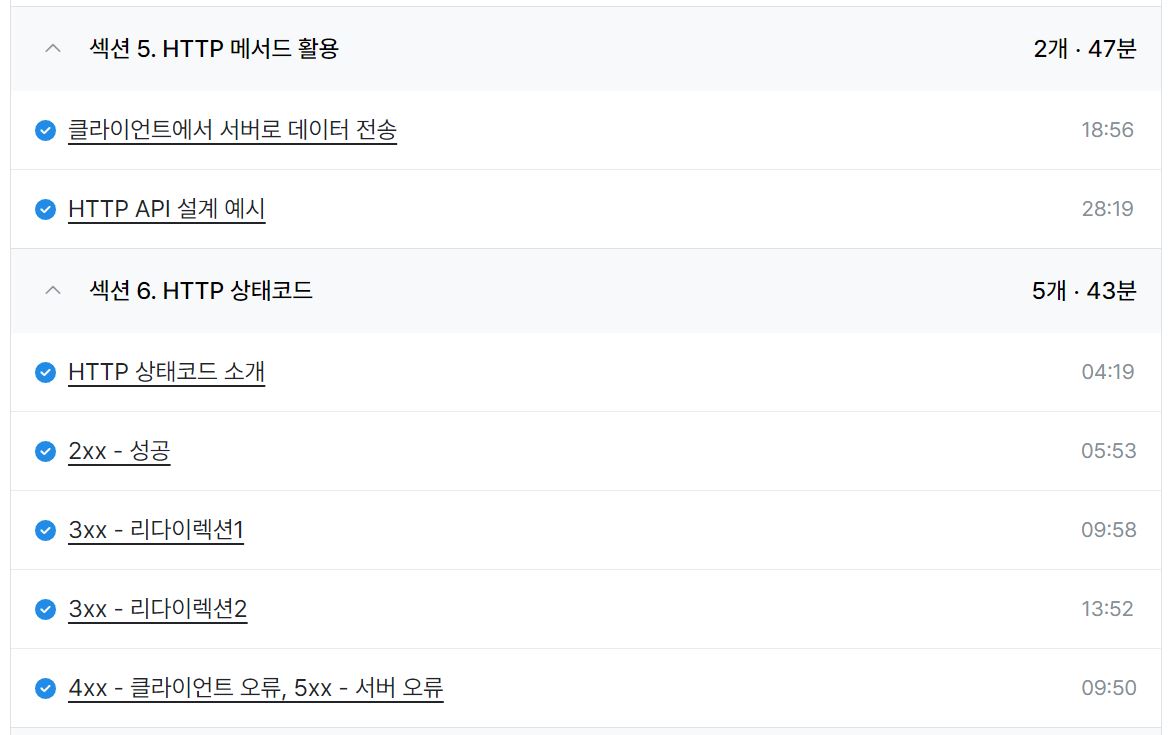 섹션 5. HTTP 메서드 활용 2개 · 47분
클라이언트에서 서버로 데이터 전송 18:56
HTTP API 설계 예시 28:19
섹션 6. HTTP 상태코드 5개 · 43분
HTTP 상태코드 소개 04:19
2xx - 성공 05:53
3xx - 리다이렉션1 09:58
3xx - 리다이렉션2 13:52
4xx - 클라이언트 오류, 5xx - 서버 오류 09:50